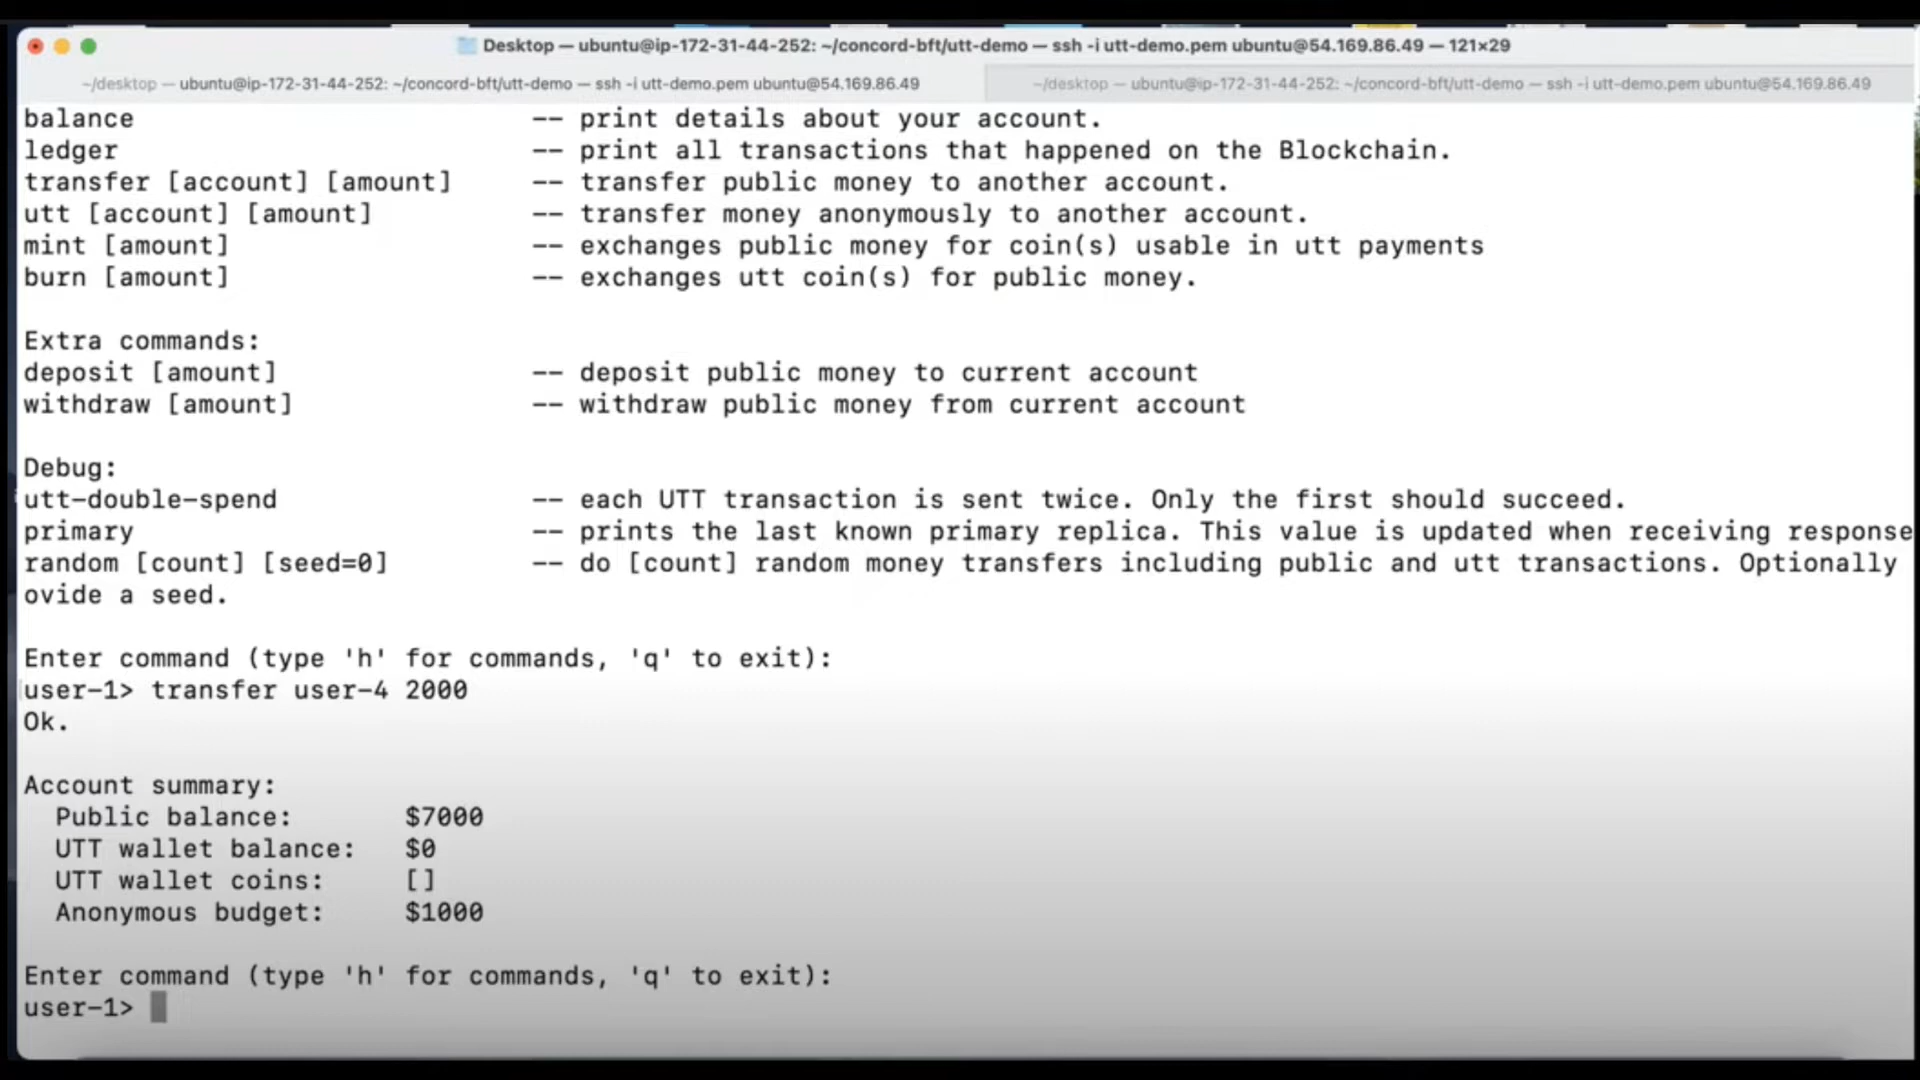 Desktop — ubuntu@ip-172-31-44-252: ~/concord-bft/utt-demo — ssh -i utt-demo.pem ubuntu@54.169.86.49 — 121×29
~/desktop — ubuntu@ip-172-31-44-252: ~/concord-bft/utt-demo — ssh -i utt-demo.pem ubuntu@54.169.86.49 ~/desktop — ubuntu@ip-172-31-44-252: ~/concord-bft/utt-demo — ssh -i utt-demo.pem ubuntu@54.169.86.49
balance -- print details about your account.
ledger -- print all transactions that happened on the Blockchain.
transfer [account] [amount] -- transfer public money to another account.
utt [account] [amount] -- transfer money anonymously to another account.
mint [amount] -- exchanges public money for coin(s) usable in utt payments
burn [amount] -- exchanges utt coin(s) for public money.
Extra commands:
deposit [amount] -- deposit public money to current account
withdraw [amount] -- withdraw public money from current account
Debug:
utt-double-spend -- each UTT transaction is sent twice. Only the first should succeed.
primary -- prints the last known primary replica. This value is updated when receiving response
random [count] [seed=0] -- do [count] random money transfers including public and utt transactions. Optionally
ovide a seed.
Enter command (type 'h' for commands, 'q' to exit):
user-1> transfer user-4 2000
Ok.
Account summary:
Public balance: $7000
UTT wallet balance: $0
UTT wallet coins: []
Anonymous budget: $1000
Enter command (type 'h' for commands, 'q' to exit):
user-1>